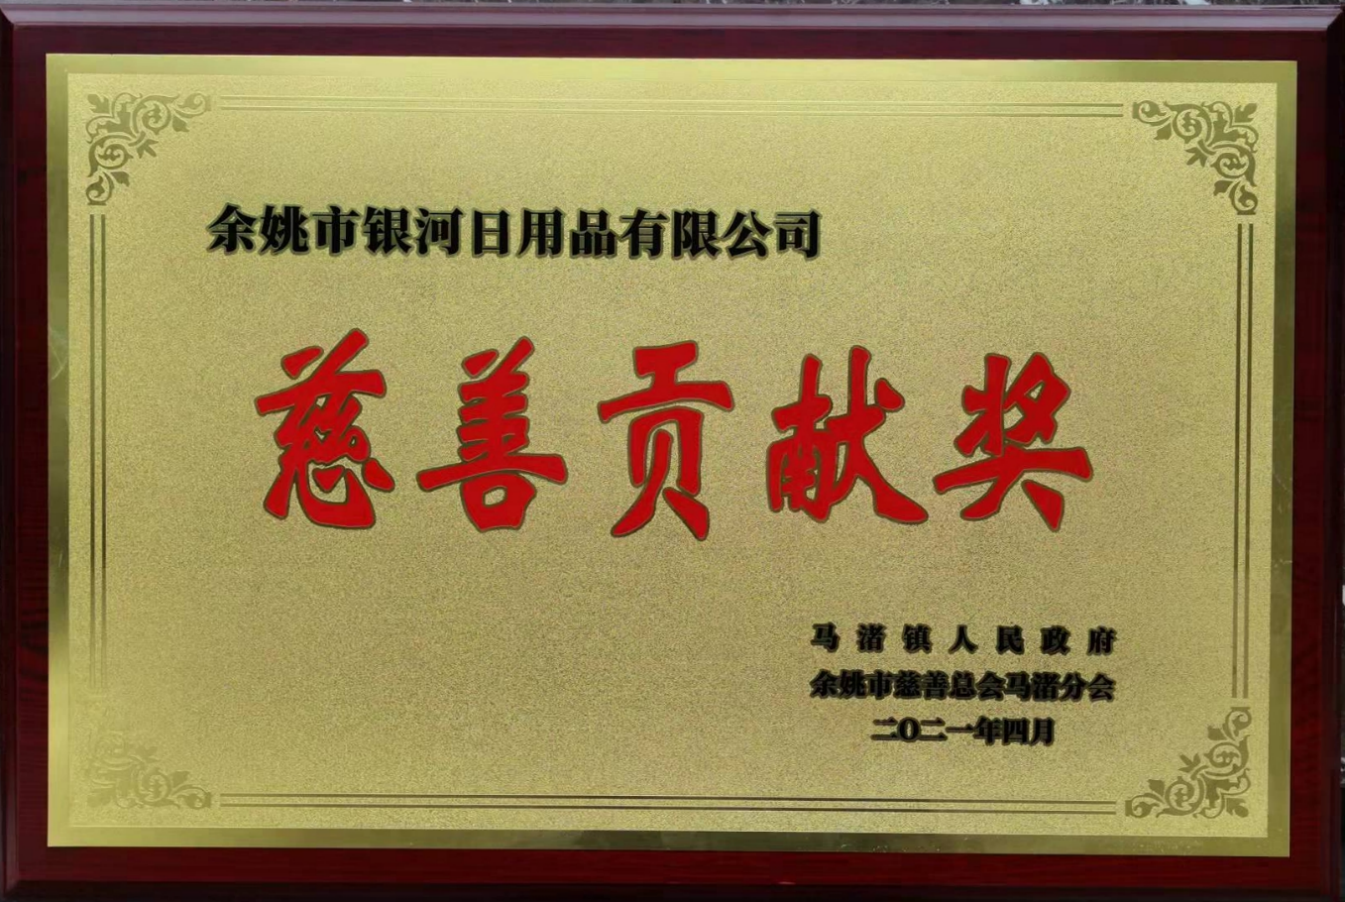 余姚市银河日用品有限公司
慈善贡献奖
马渚镇人民政府
余姚市慈善总会马渚分会
二〇二一年四月